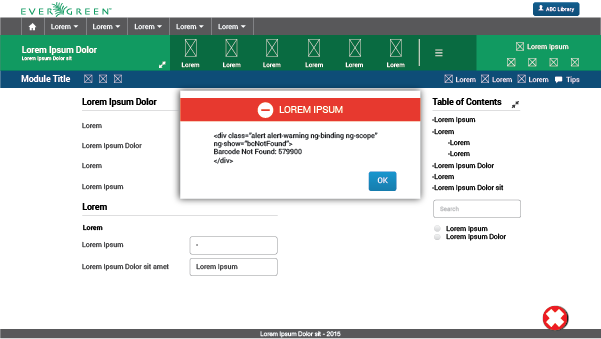 EVERGREEN
ABC Library
Lorem Lorem Lorem Lorem Lorem
Lorem Ipsum Dolor
Lorem Ipsum Dolor sit
Lorem Lorem Lorem Lorem Lorem Lorem
Lorem Ipsum
Module Title
Lorem Lorem Lorem Tips
Lorem Ipsum Dolor
Lorem
Lorem Ipsum Dolor
Lorem
Lorem Ipsum
LOREM IPSUM
<div class="alert alert-warning ng-binding ng-scope"
ng-show="bcNotFound">
Barcode Not Found: 579900
</div>
OK
Lorem
Lorem
Lorem Ipsum
-
Lorem Ipsum Dolor sit amet
Lorem Ipsum
Table of Contents
-Lorem Ipsum
-Lorem
-Lorem
-Lorem
-Lorem Ipsum Dolor
-Lorem
-Lorem Ipsum Dolor sit
Search
Lorem Ipsum
Lorem Ipsum Dolor
Lorem Ipsum Dolor sit - 2015